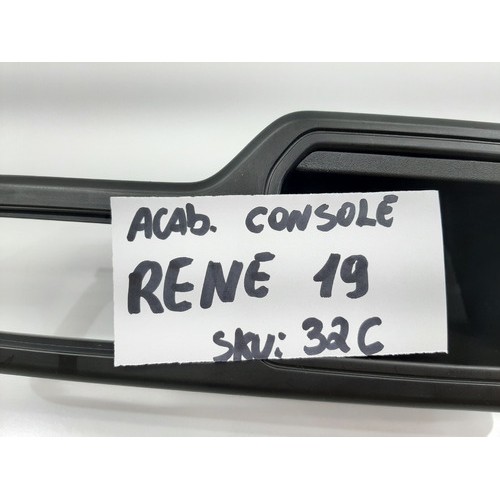 ACAb. CONSOLE
RENE 19
SKU: 32C